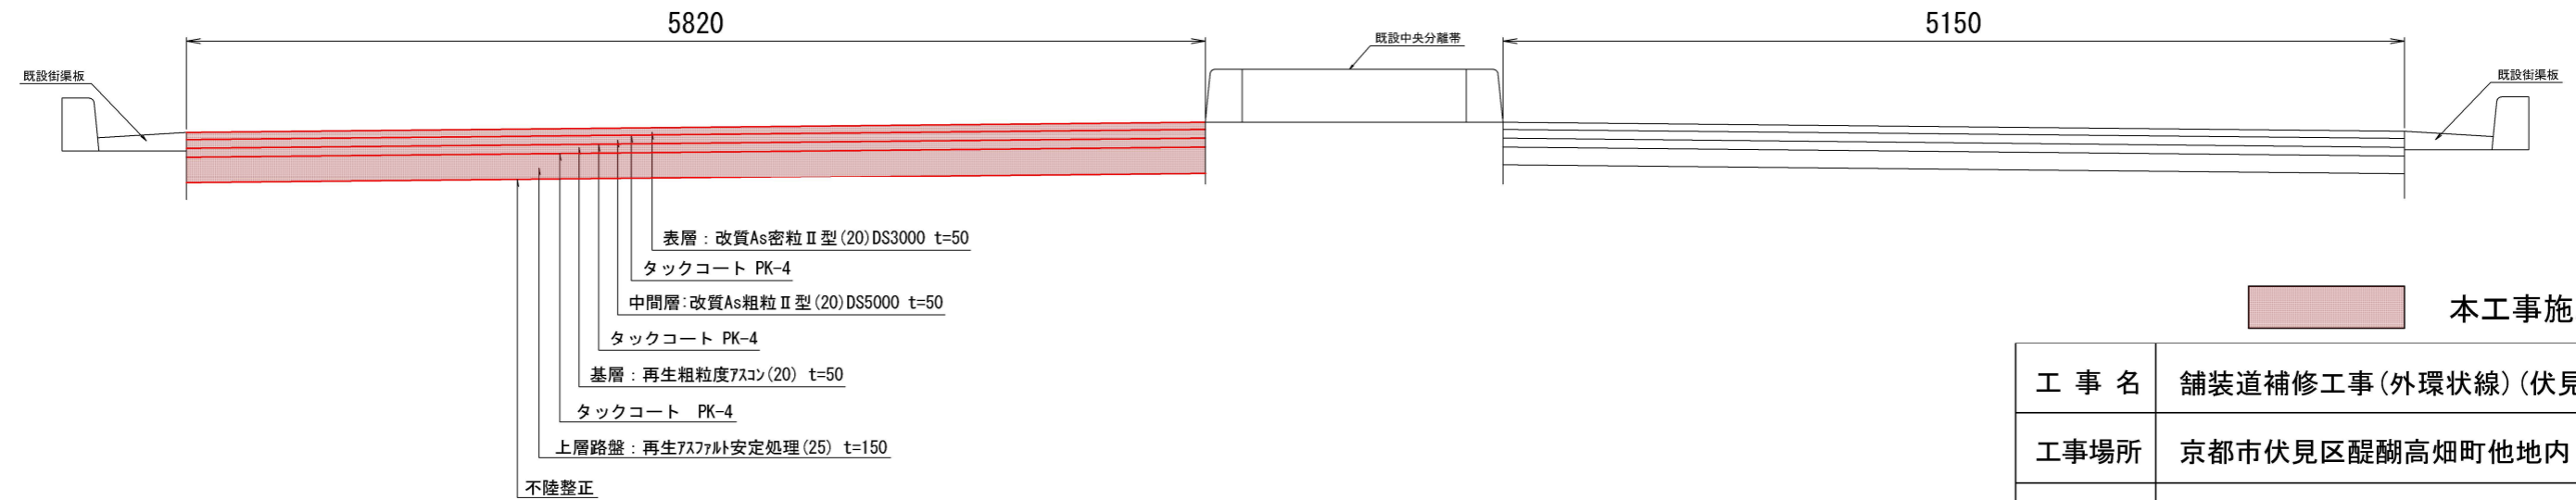 5820
5150
既設中央分離帯
既設街渠板
既設街渠板
表層：改質As密粒Ⅱ型(20)DS3000 t=50
タックコート PK-4
中間層:改質As粗粒Ⅱ型(20)DS5000 t=50
タックコート PK-4
基層：再生粗粒度ｱｽｺﾝ(20) t=50
タックコート　PK-4
上層路盤：再生ｱｽﾌｧﾙﾄ安定処理(25) t=150
不陸整正
本工事施
工 事 名 舗装道補修工事(外環状線)(伏見
工事場所 京都市伏見区醍醐高畑町他地内